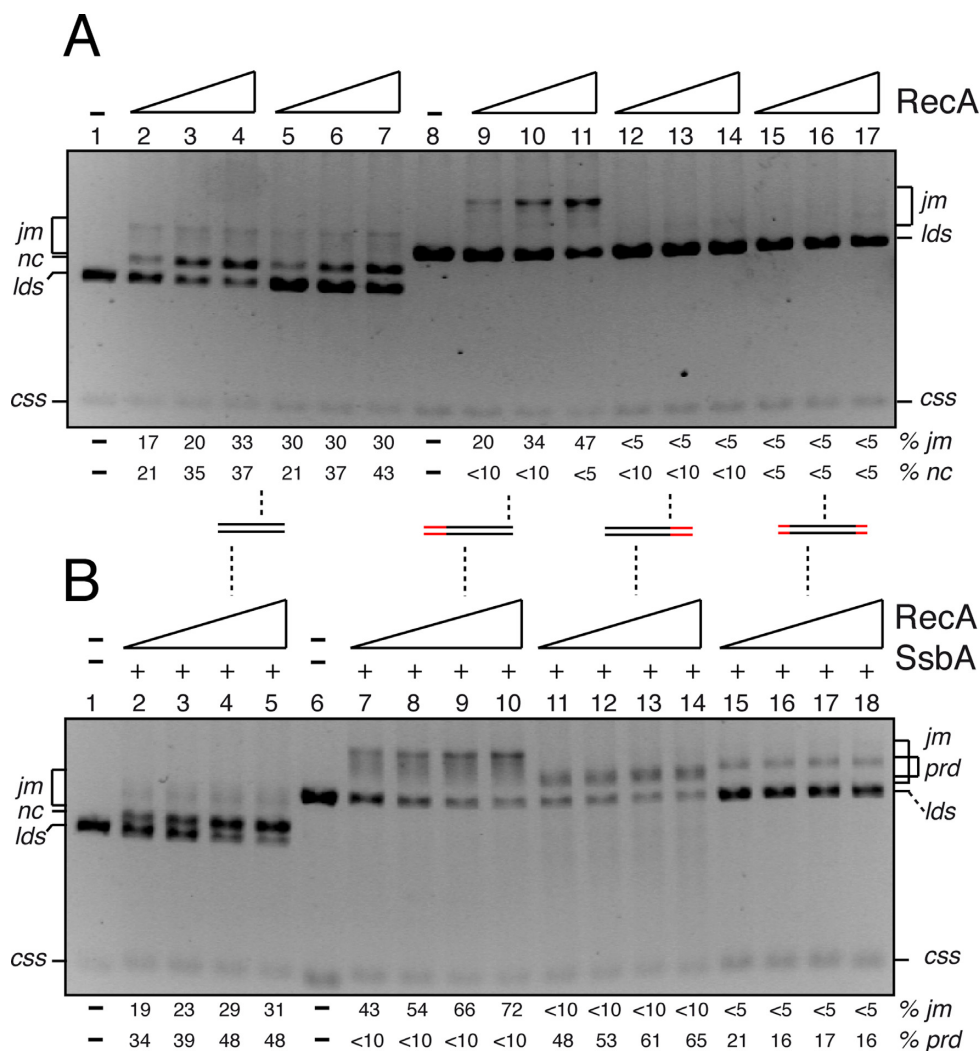 A
RecA
– 1 2 3 4 5 6 7 8 9 10 11 12 13 14 15 16 17
jm
nc
lds
css
jm
lds
css
– 17 20 33 30 30 30 – 20 34 47 <5 <5 <5 <5 <5 <5 % jm
– 21 35 37 21 37 43 – <10 <10 <5 <10 <10 <10 <5 <5 <5 % nc
B
RecA
– –
SsbA
– + + + + – + + + + + + + + + + + +
1 2 3 4 5 6 7 8 9 10 11 12 13 14 15 16 17 18
jm
nc
lds
css
jm
prd
lds
css
– 19 23 29 31 – 43 54 66 72 <10 <10 <10 <10 <5 <5 <5 <5 % jm
– 34 39 48 48 – <10 <10 <10 <10 48 53 61 65 21 16 17 16 % prd